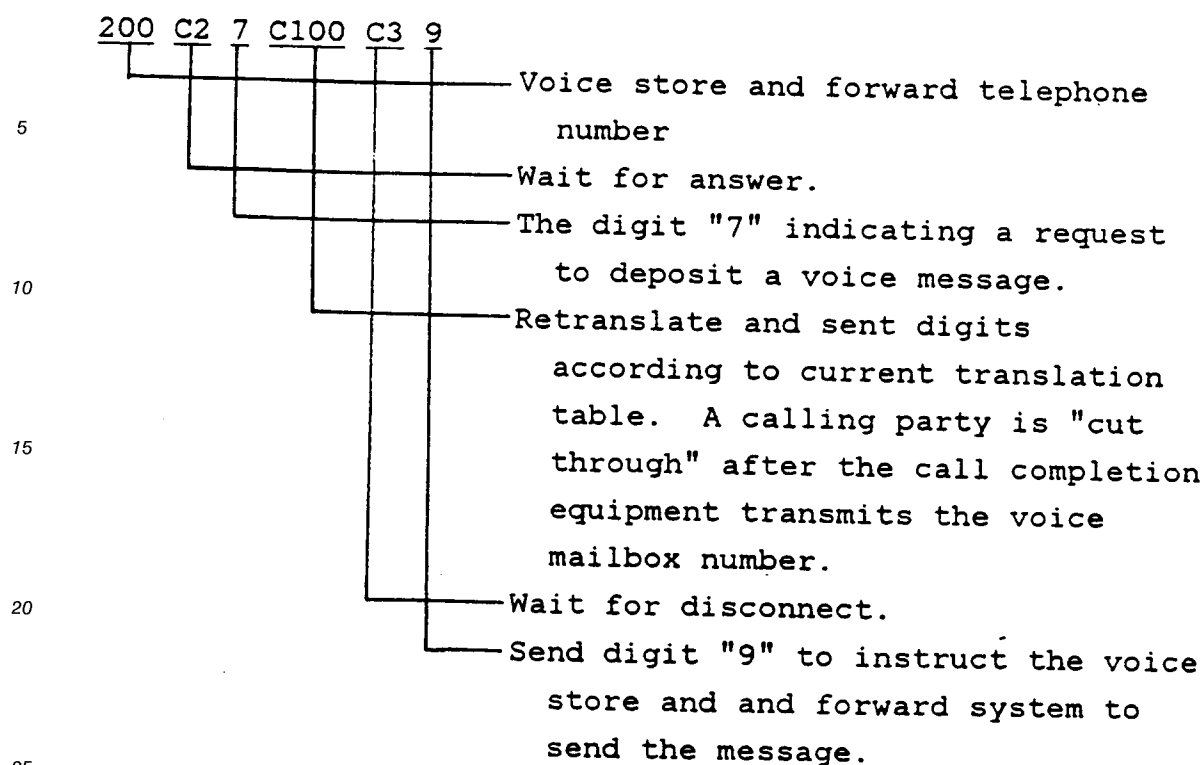 200 C2 7 C100 C3 9
Voice store and forward telephone
5
number
Wait for answer.
The digit "7" indicating a request
to deposit a voice message.
10
Retranslate and sent digits
according to current translation
table. A calling party is "cut
15
through" after the call completion
equipment transmits the voice
mailbox number.
20
Wait for disconnect.
Send digit "9" to instruct the voice
store and and forward system to
send the message.